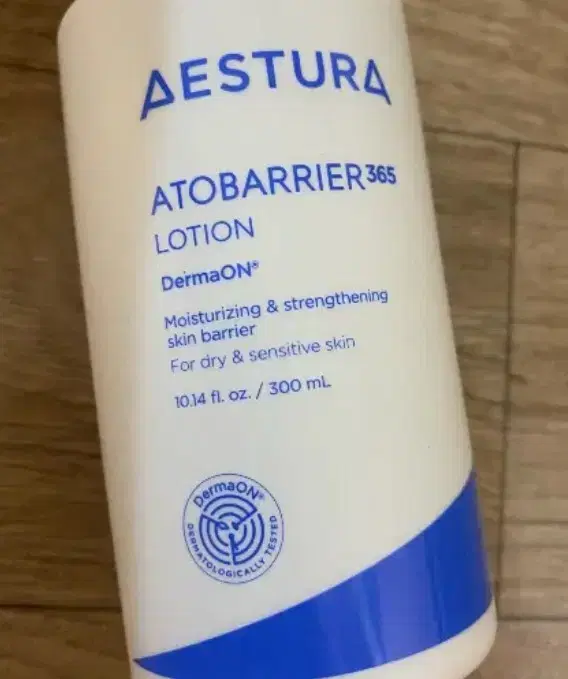 AESTURA
ATOBARRIER365
LOTION
DermaON®
Moisturizing & strengthening
skin barrier
For dry & sensitive skin
10.14 fl. oz. / 300 mL
DermaON®
DERMATOLOGICALLY TESTED